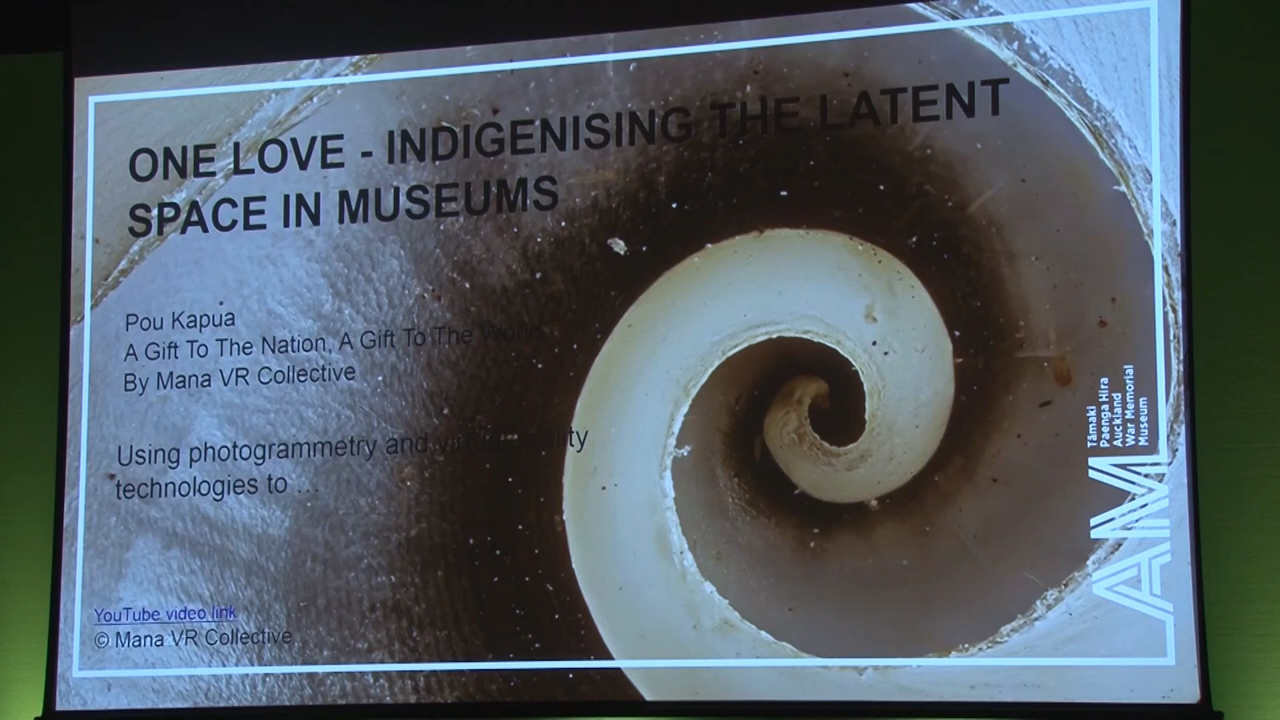 ONE LOVE - INDIGENISING THE LATENT
SPACE IN MUSEUMS
Pou Kapua
A Gift To The Nation, A Gift To The World
By Mana VR Collective
Using photogrammetry and
technologies to ...
YouTube video link
© Mana VR Collective
Tāmaki
Paenga Hira
Auckland
War Memorial
Museum
AM